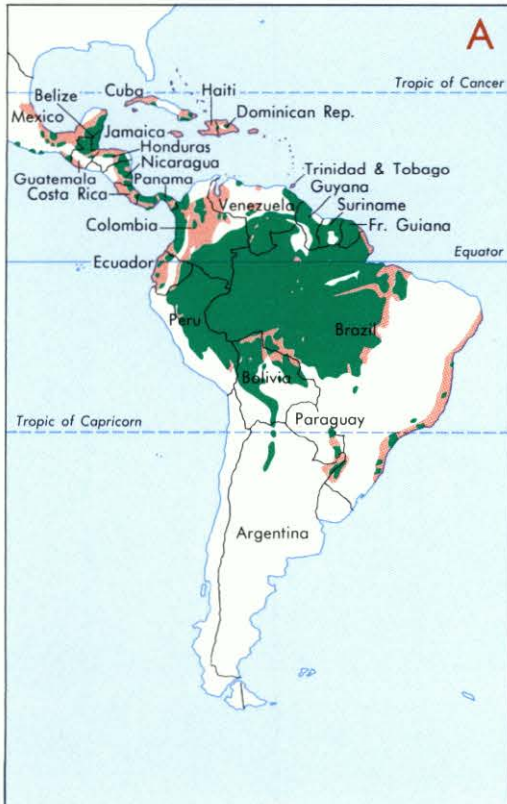 A
Tropic of Cancer
Cuba
Haiti
Belize
Dominican Rep.
Mexico
Jamaica
Honduras
Nicaragua
Guatemala
Panama
Costa Rica
Trinidad & Tobago
Guyana
Venezuela
Suriname
Colombia
Fr. Guiana
Equator
Ecuador
Peru
Brazil
Bolivia
Tropic of Capricorn
Paraguay
Argentina